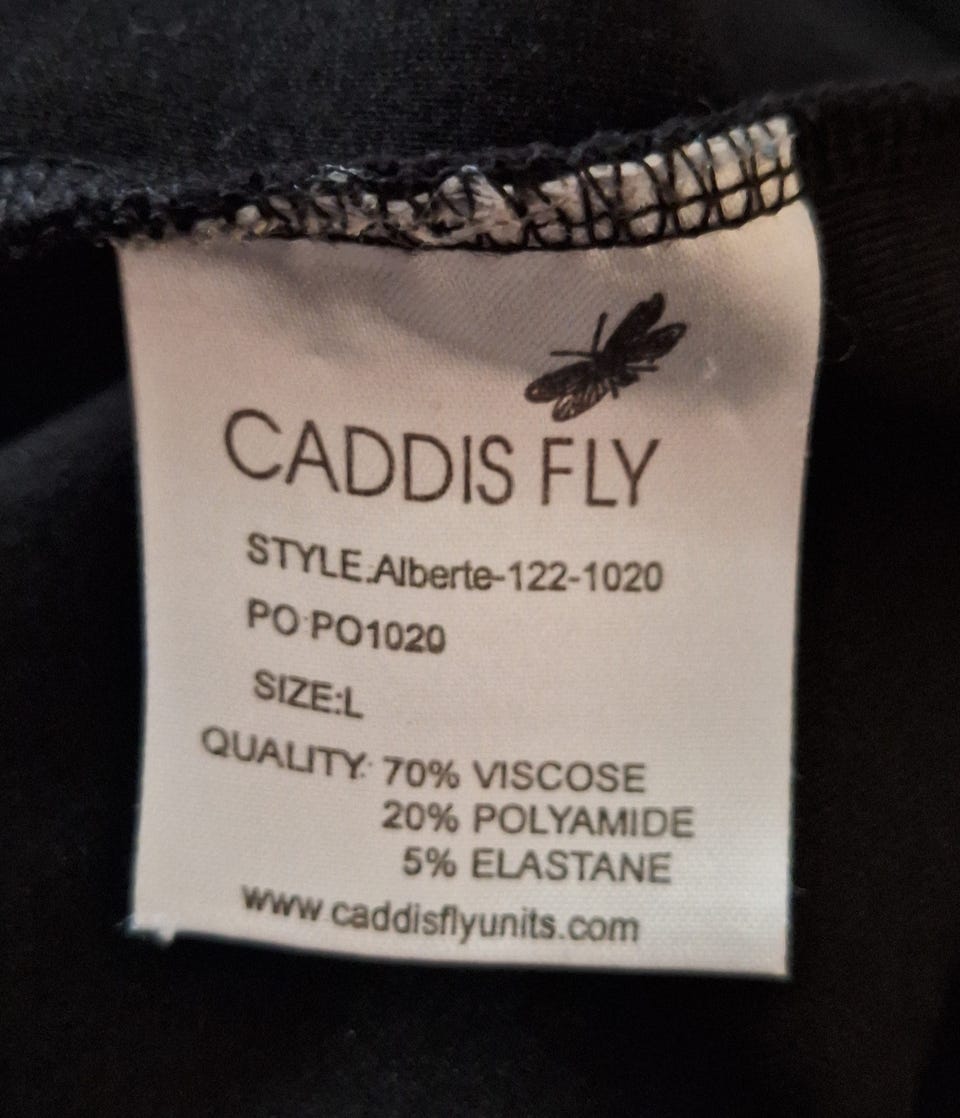 CADDIS FLY
STYLE:Alberte-122-1020
PO:PO1020
SIZE:L
QUALITY: 70% VISCOSE
20% POLYAMIDE
5% ELASTANE
www.caddisflyunits.com